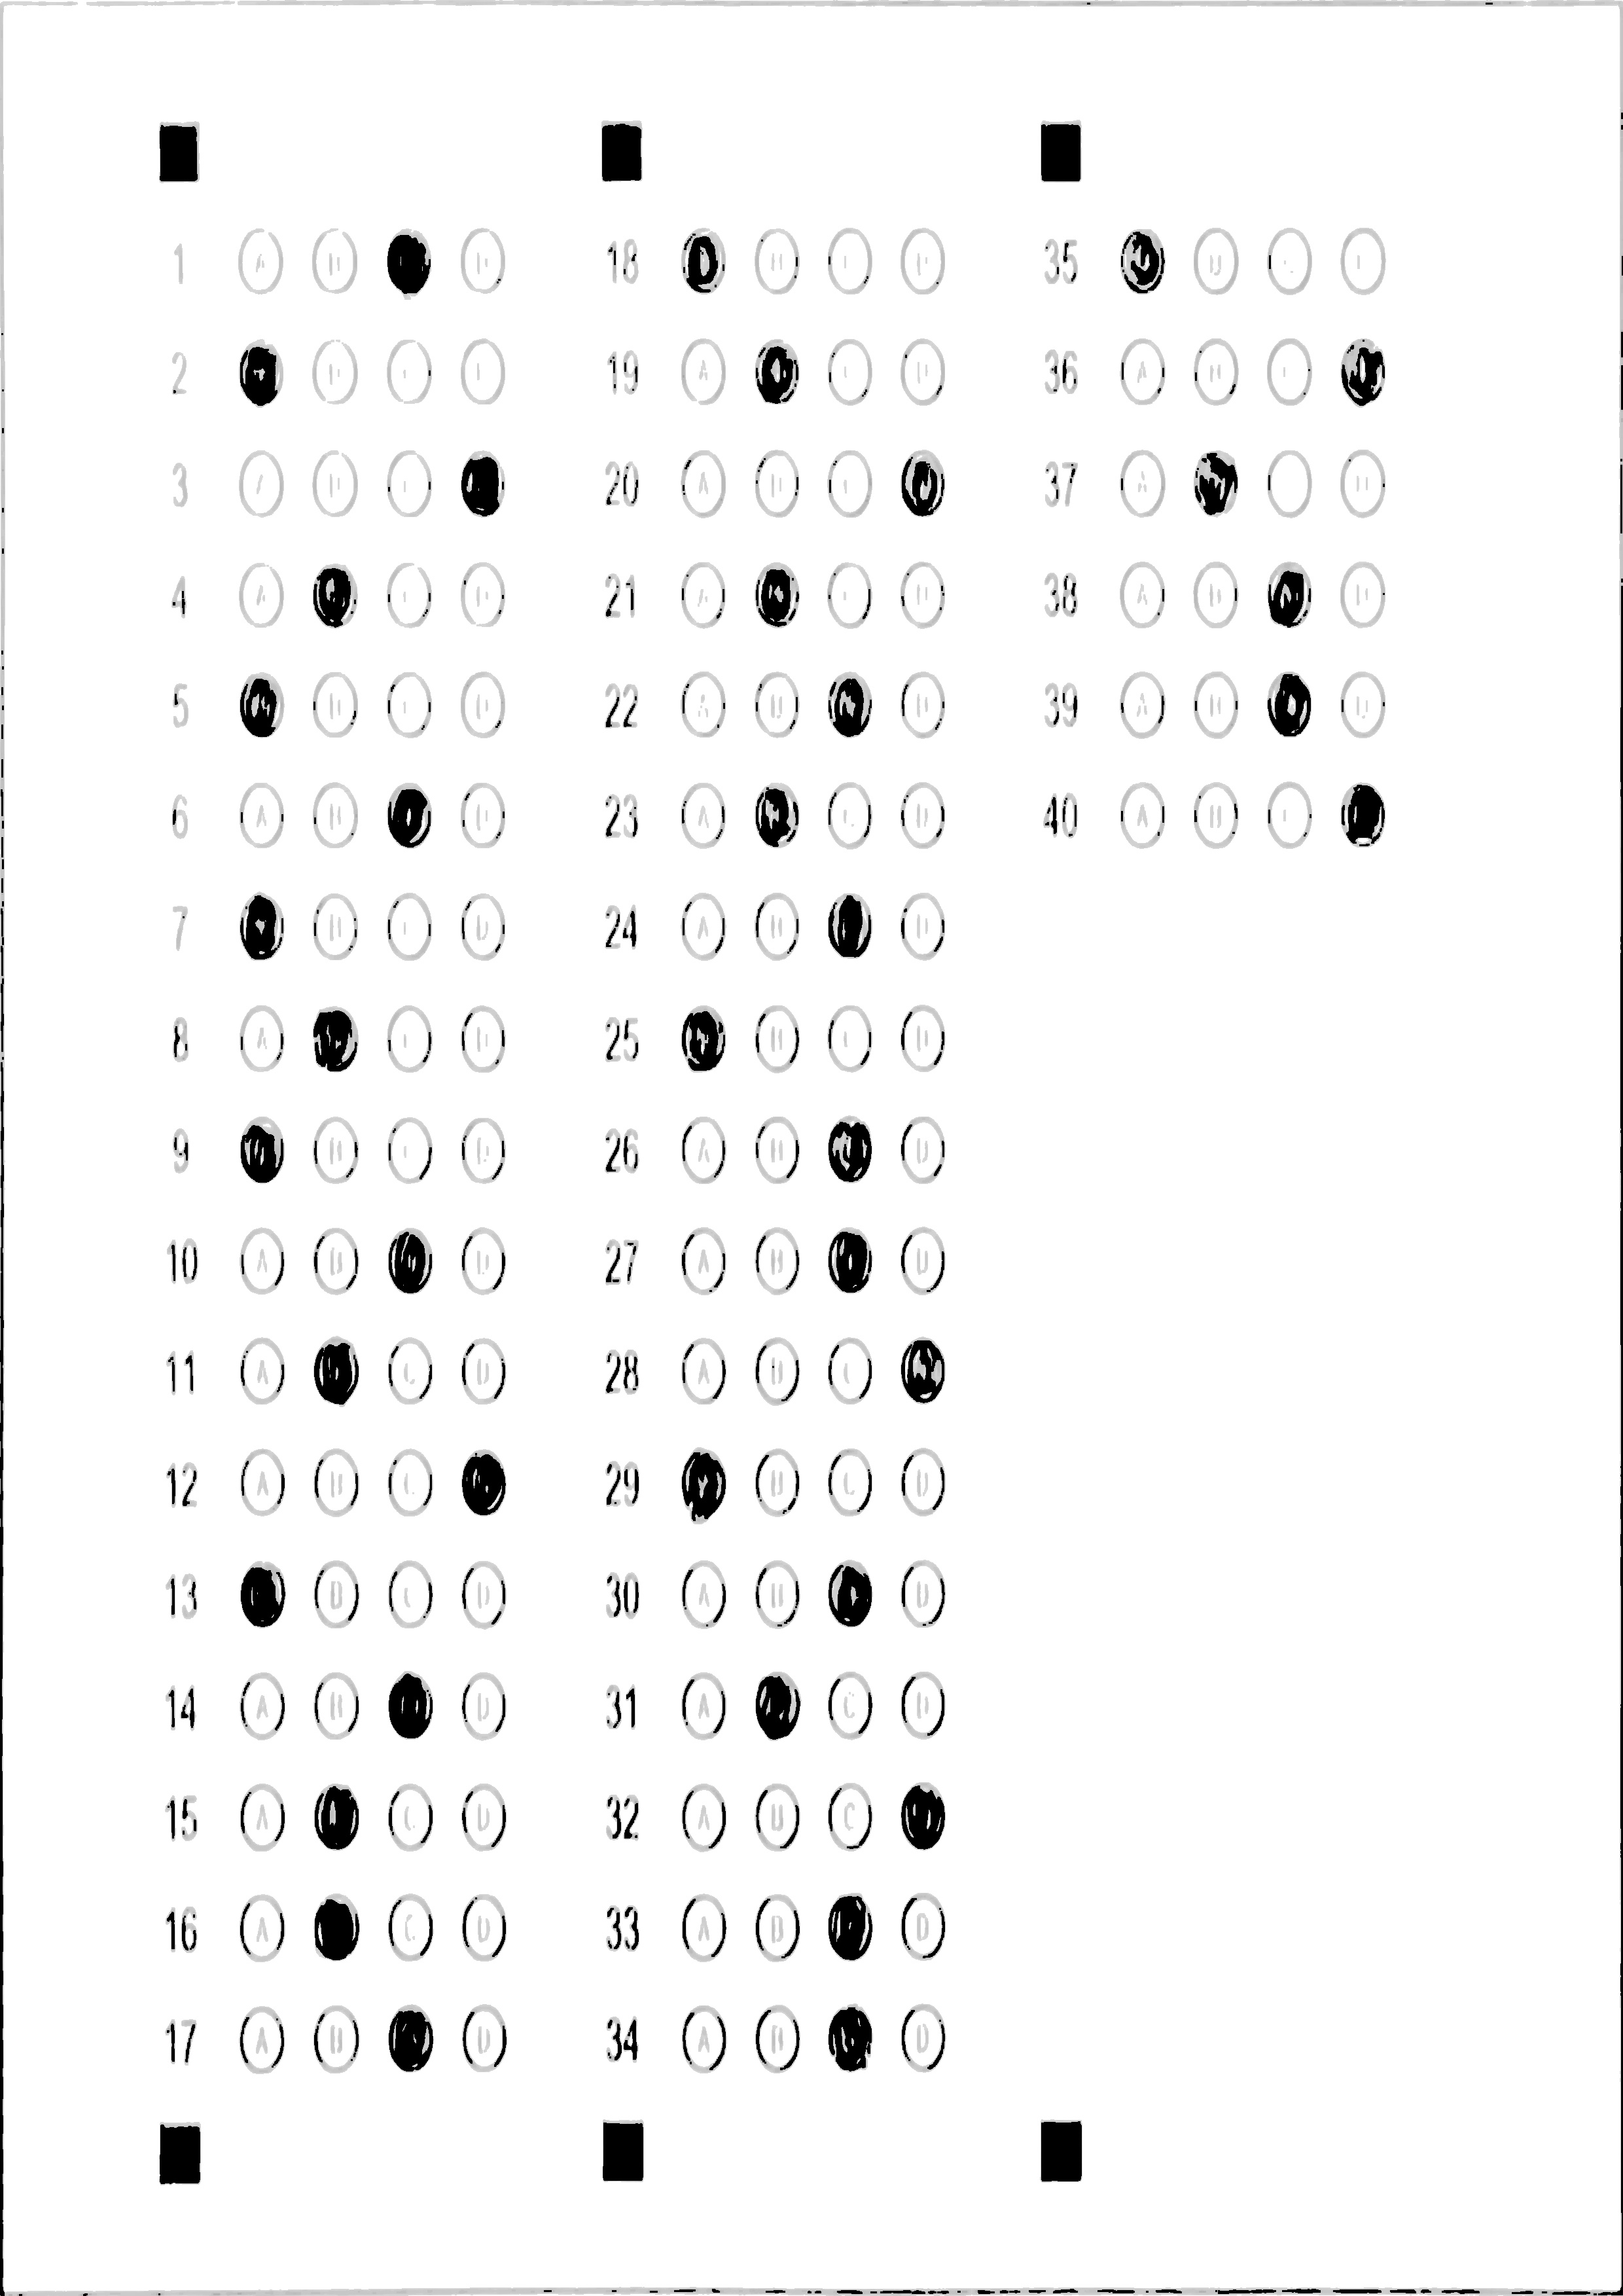 1 A B D
2 B C D
3 A B C
4 A C D
5 B C D
6 A B D
7 B C D
8 A C D
9 B C D
10 A B D
11 A C D
12 A B C
13 B C D
14 A B D
15 A C D
16 A C D
17 A B D
18 B C D
19 A C D
20 A B C
21 A C D
22 A B D
23 A C D
24 A B D
25 B C D
26 A B D
27 A B D
28 A B C
29 B C D
30 A B D
31 A C D
32 A B C
33 A B D
34 A B D
35 B C D
36 A B C
37 A D
38 A B D
39 A B D
40 A B C